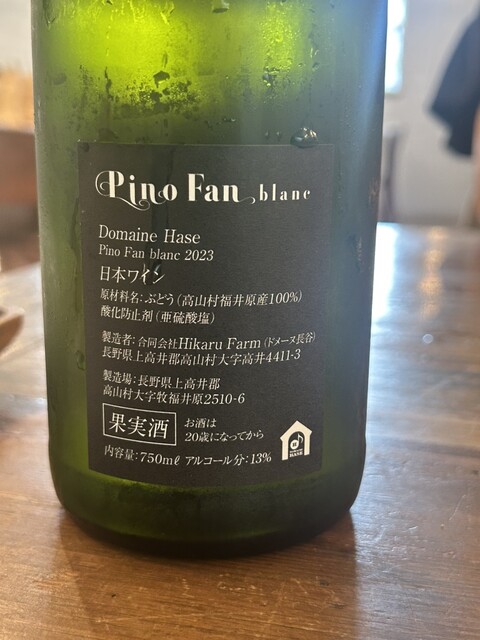 Pino Fan blanc
Domaine Hase
Pino Fan blanc 2023
日本ワイン
原材料名:ぶどう(高山村福井原産100%)
酸化防止剤(亜硫酸塩)
製造者:合同会社Hikaru Farm(ドメーヌ長谷)
長野県上高井郡高山村大字高井4411-3
製造場:長野県上高井郡
高山村大字牧福井原2510-6
果実酒
お酒は
20歳になってから
内容量:750mℓ アルコール分:13%